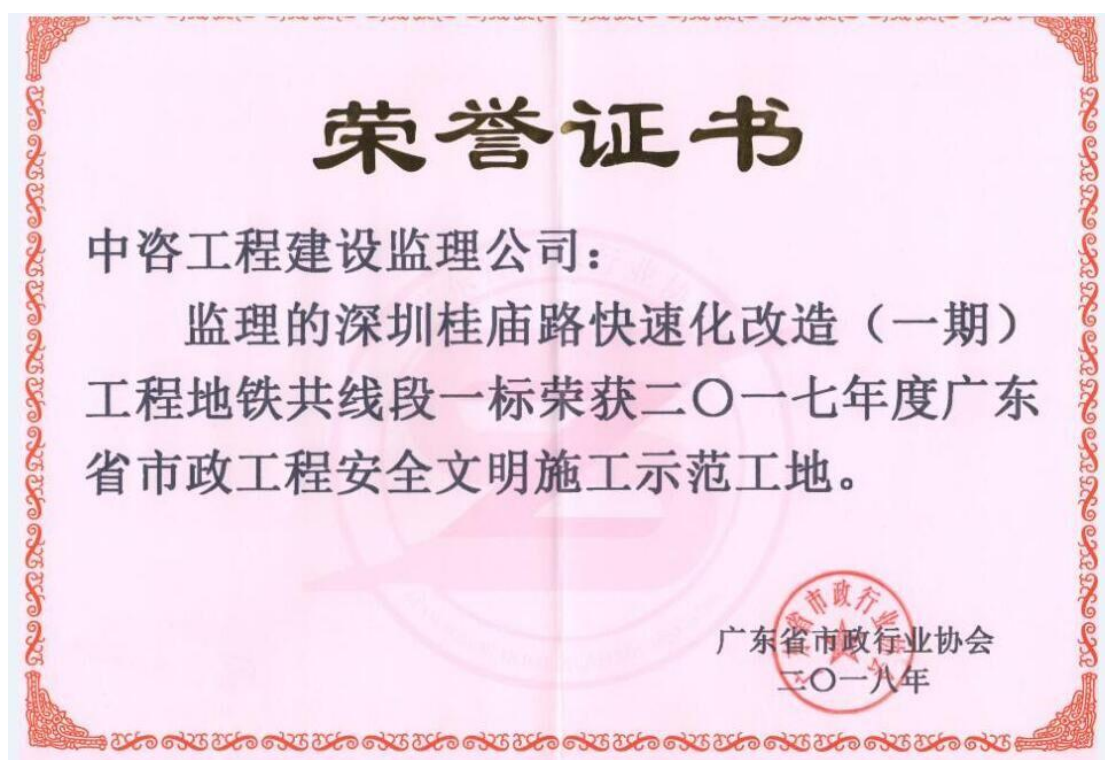 荣誉证书
中咨工程建设监理公司：
监理的深圳桂庙路快速化改造（一期）
工程地铁共线段一标荣获二〇一七年度广东
省市政工程安全文明施工示范工地。
广东省市政行业协会
二〇一八年